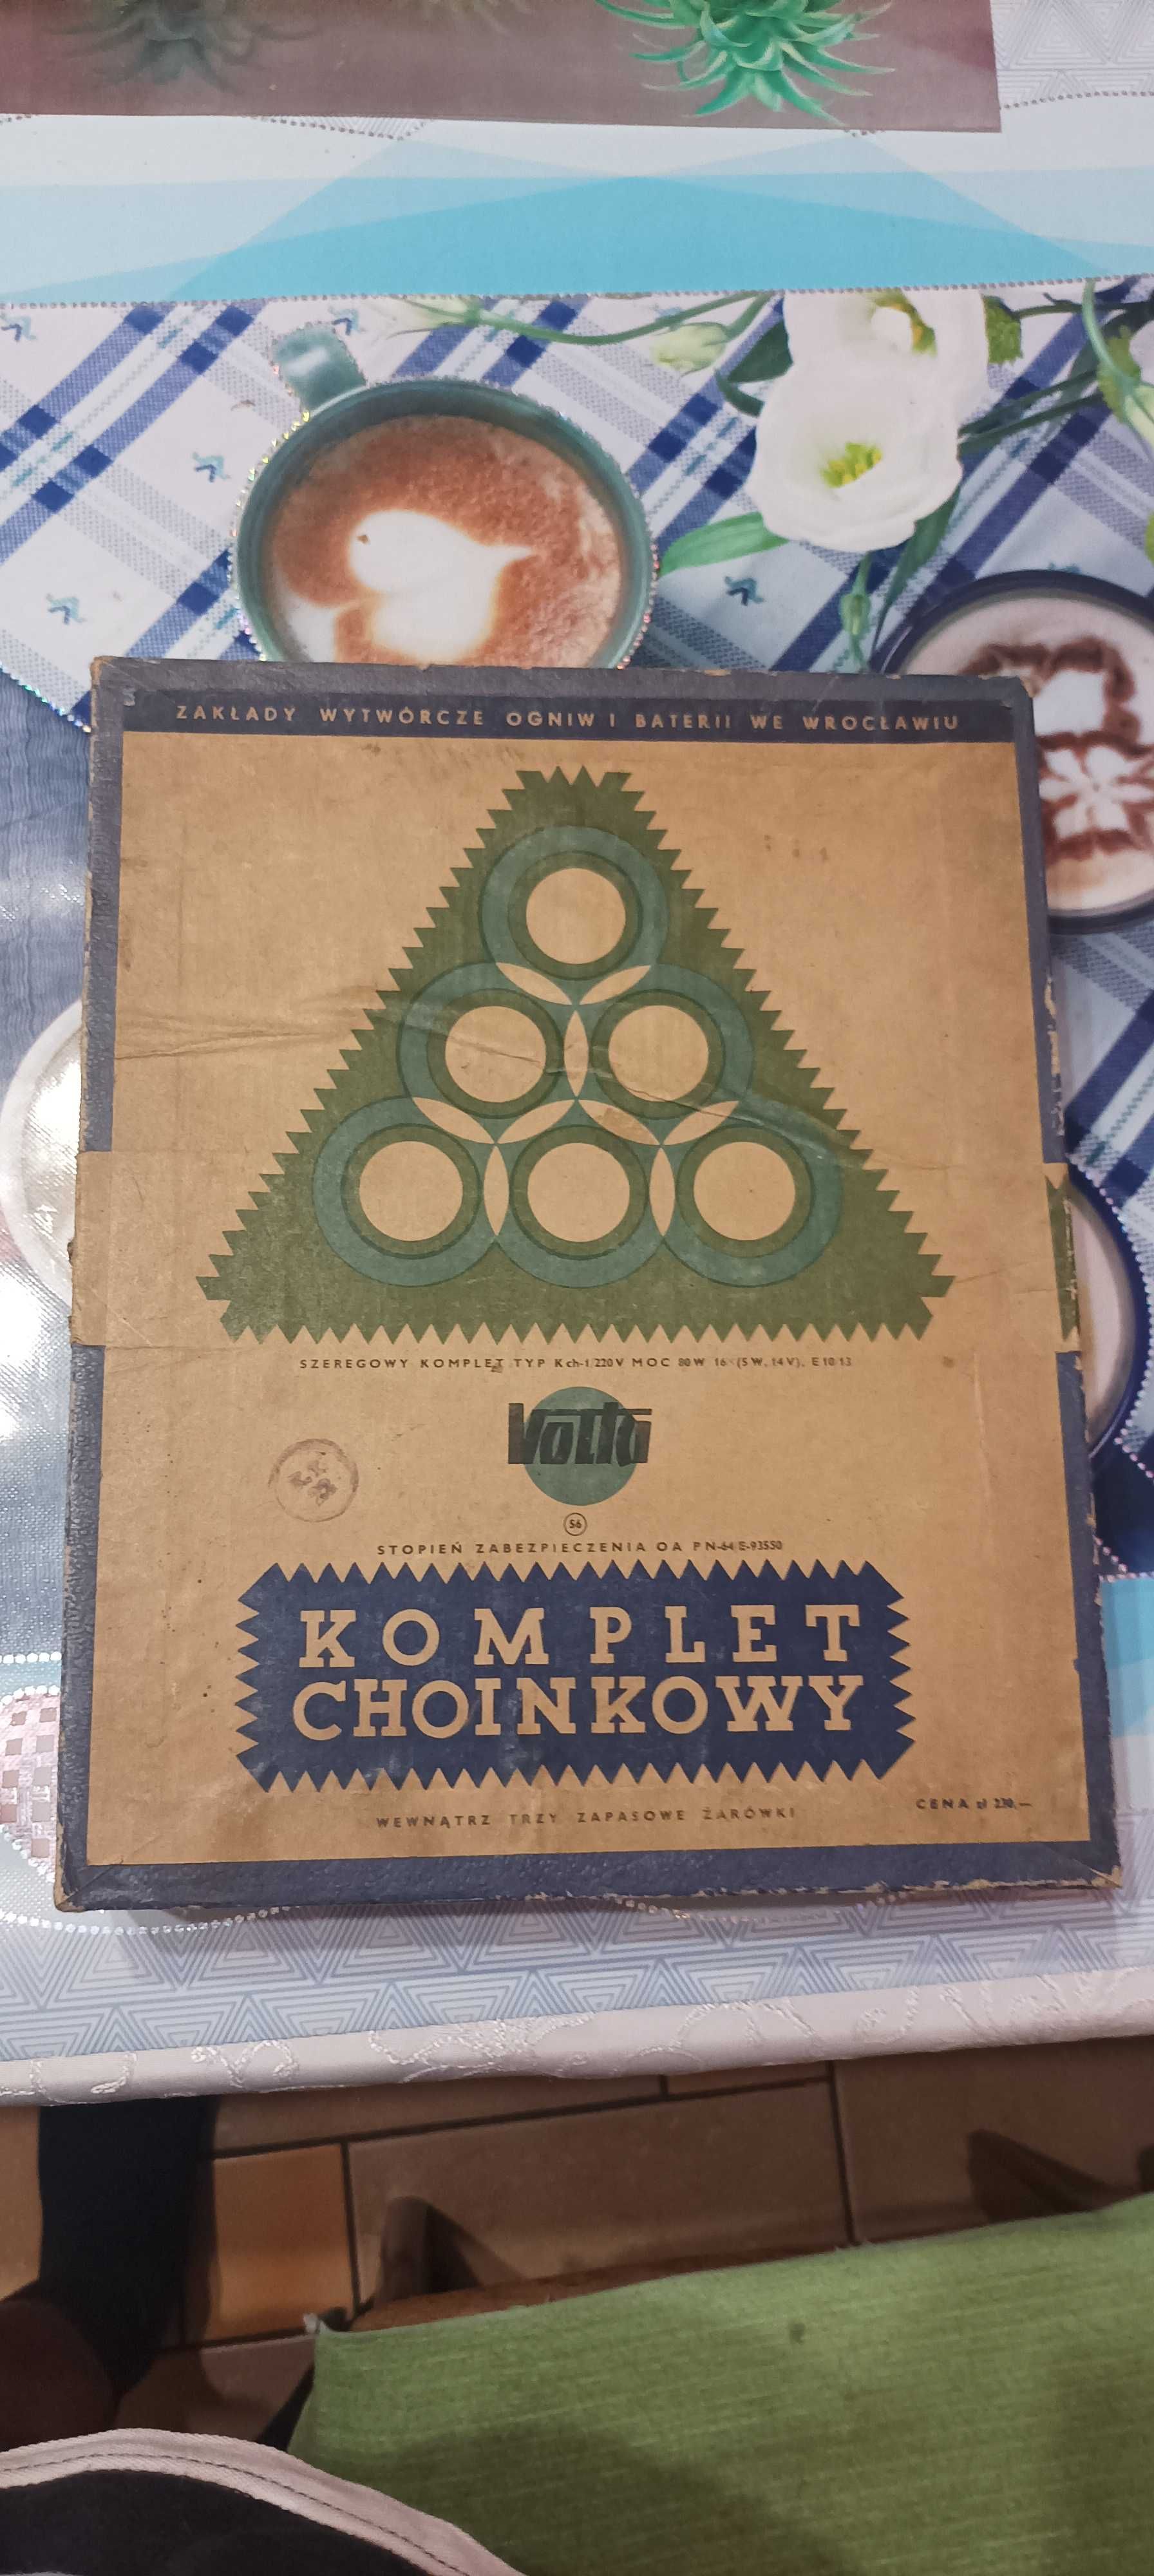 ZAKŁADY WYTWÓRCZE OGNIW I BATERII WE WROCŁAWIU
SZEREGOWY KOMPLET TYP Kch-1/220V MOC 80W 16×(5W, 14V), E10/13
Volta
56
STOPIEŃ ZABEZPIECZENIA OA PN-64/E-93550
KOMPLET
CHOINKOWY
CENA zł 230,—
WEWNĄTRZ TRZY ZAPASOWE ŻARÓWKI